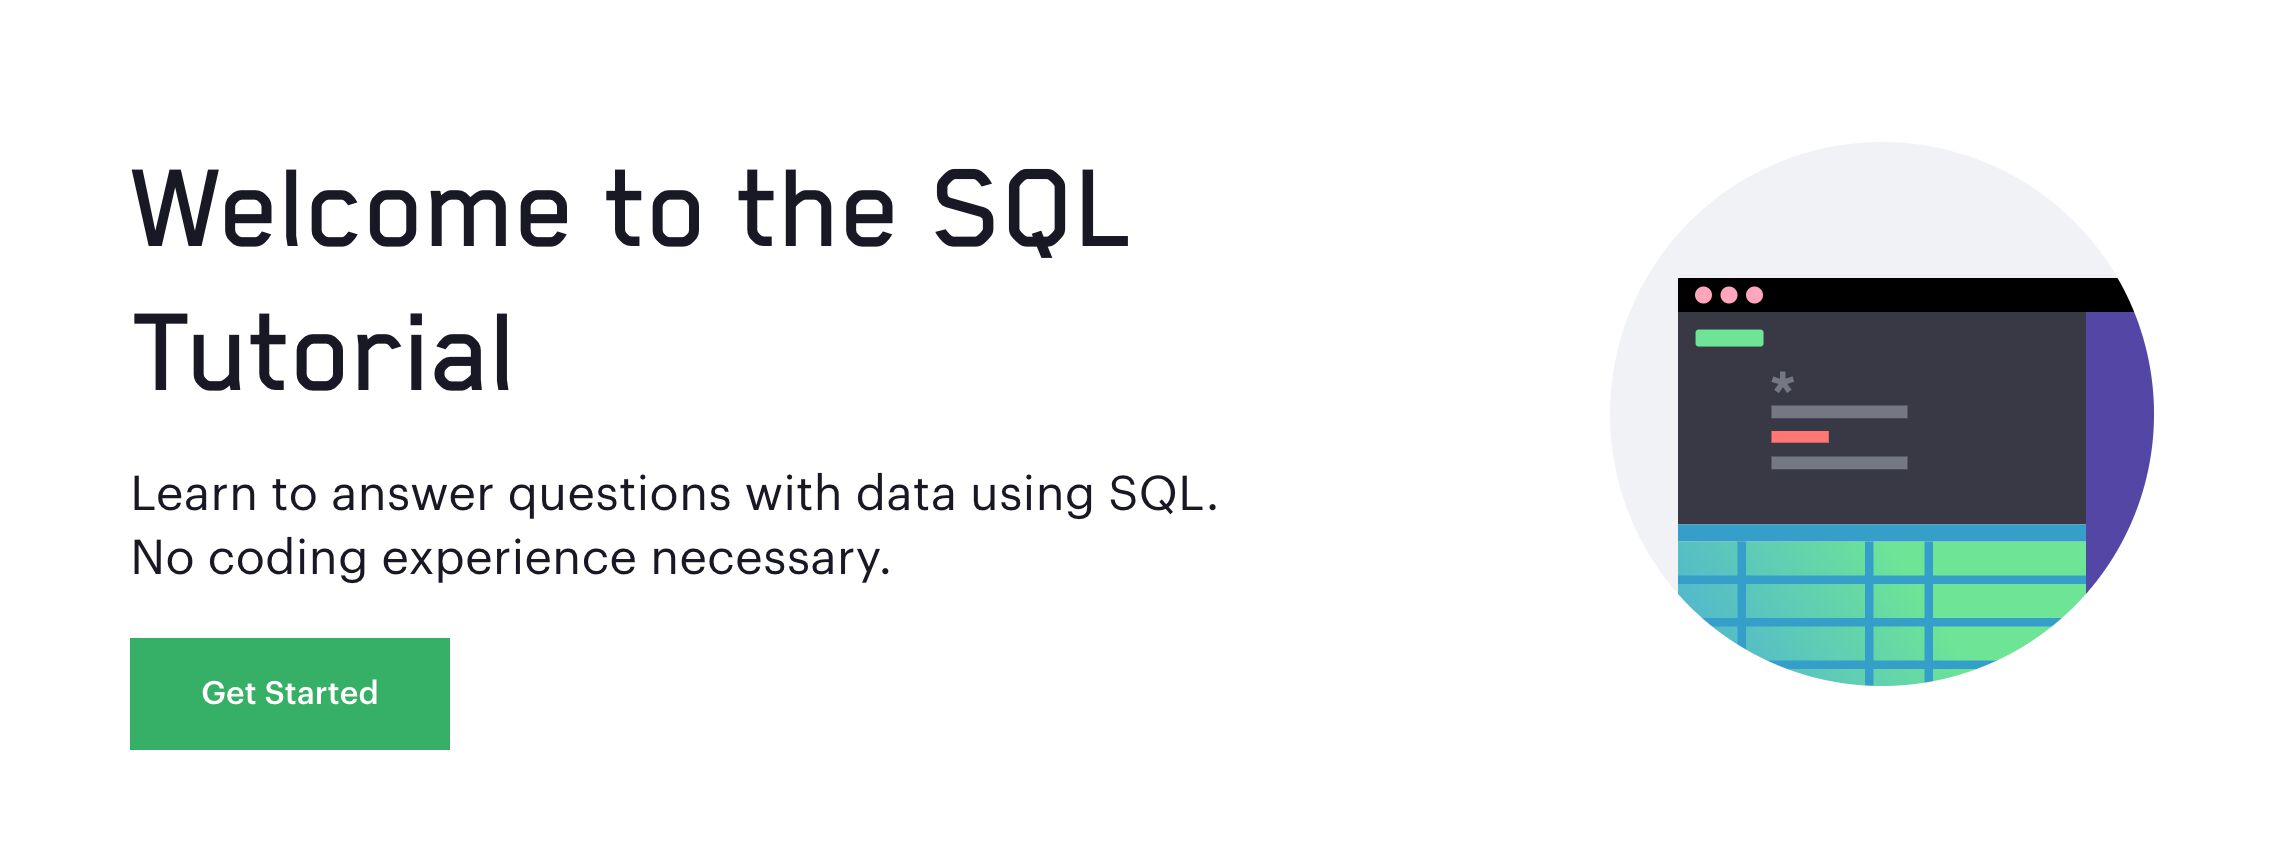 Welcome to the SQL
Tutorial
Learn to answer questions with data using SQL.
No coding experience necessary.
Get Started
*